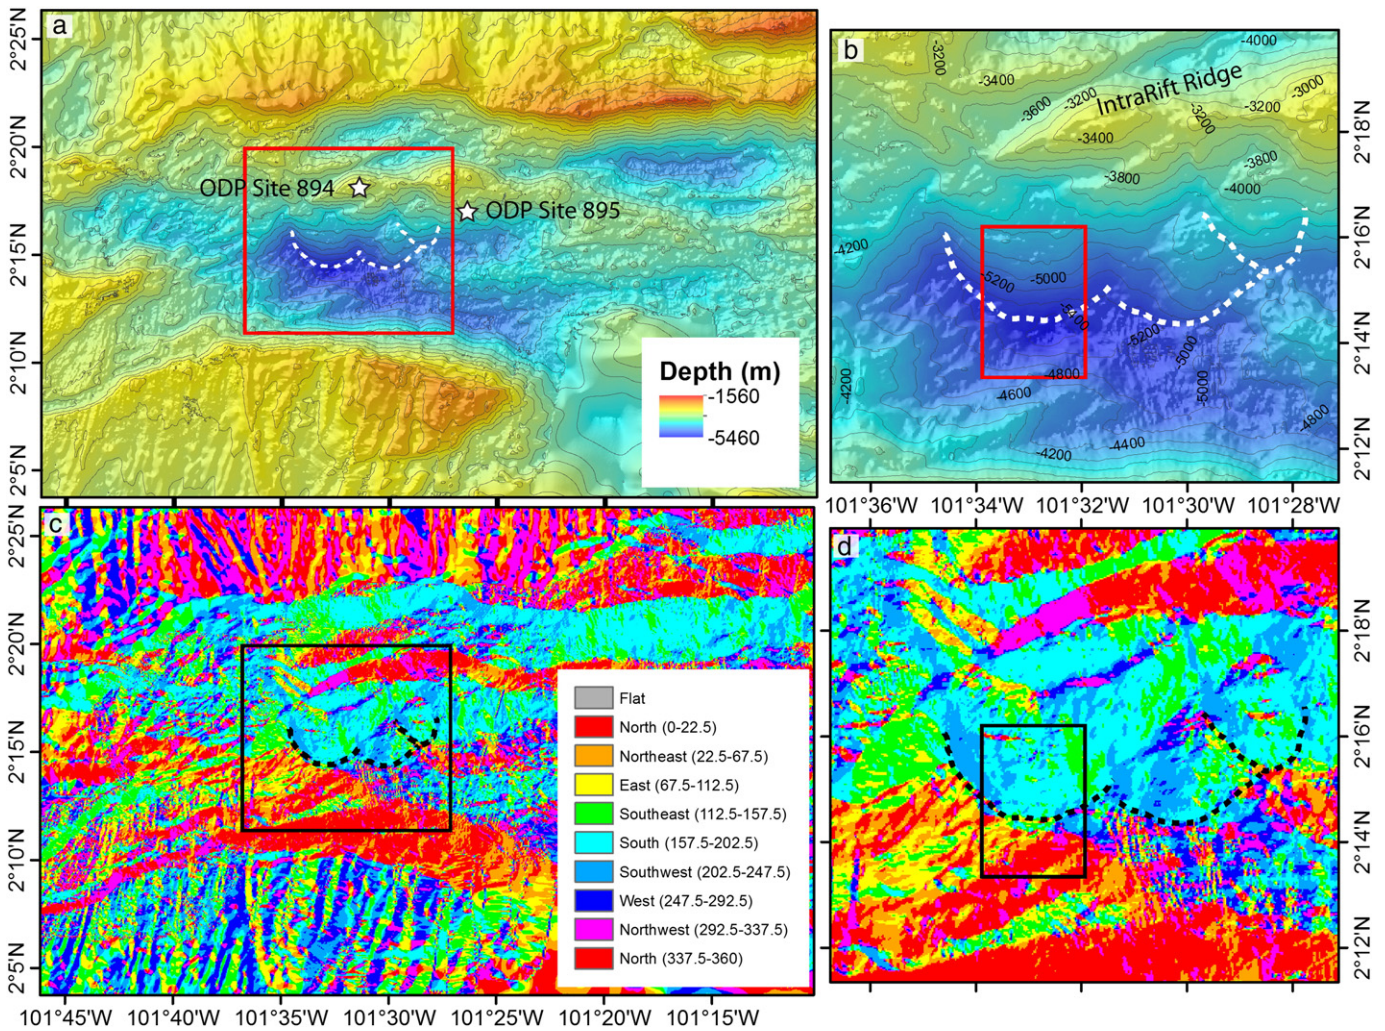 a
2°25'N
2°20'N
2°15'N
2°10'N
2°5'N
ODP Site 894
ODP Site 895
Depth (m)
-1560
-5460
b
-3200
-3400
-3600
-3200
-3400
IntraRift Ridge
-4000
-3000
-3200
-3200
-3800
-3800
-4000
-4200
-5200
-5000
-5400
-5200
-5000
-5000
-4800
-4600
-4200
-4200
-4400
-4800
2°18'N
2°16'N
2°14'N
2°12'N
101°36'W
101°34'W
101°32'W
101°30'W
101°28'W
c
2°25'N
2°20'N
2°15'N
2°10'N
2°5'N
Flat
North (0-22.5)
Northeast (22.5-67.5)
East (67.5-112.5)
Southeast (112.5-157.5)
South (157.5-202.5)
Southwest (202.5-247.5)
West (247.5-292.5)
Northwest (292.5-337.5)
North (337.5-360)
101°45'W
101°40'W
101°35'W
101°30'W
101°25'W
101°20'W
101°15'W
d
2°18'N
2°16'N
2°14'N
2°12'N